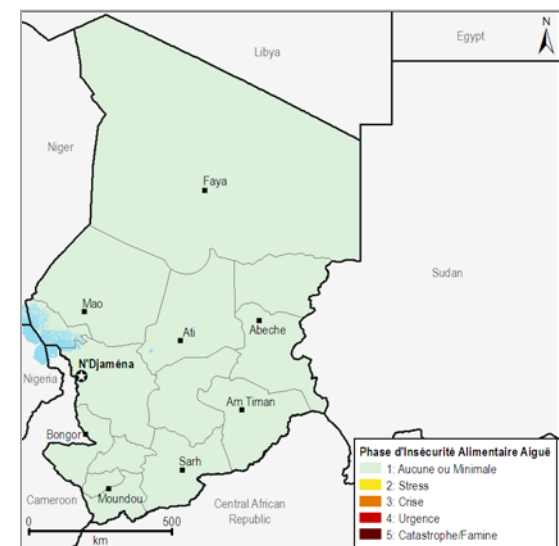 Libya
Egypt
N
Niger
Faya
Sudan
Mao
Ati
Abeche
N'Djaména
Nigeria
Am Timan
Bongor
Sarh
Moundou
Cameroon
Central African
Republic
0
500
km
Phase d'Insécurité Alimentaire Aiguë
1: Aucune ou Minimale
2: Stress
3: Crise
4: Urgence
5: Catastrophe/Famine